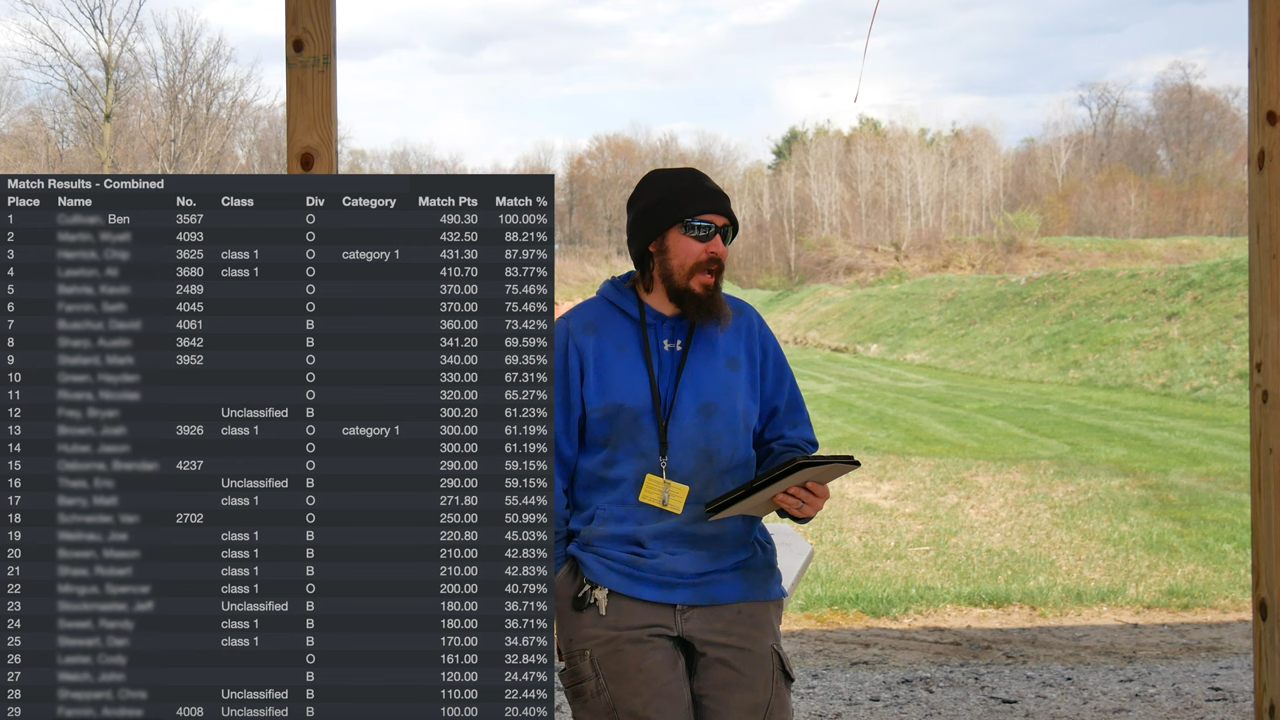 Match Results - Combined
Place Name No. Class Div Category Match Pts Match %
1 Ben 3567 O 490.30 100.00%
2 4093 O 432.50 88.21%
3 3625 class 1 O category 1 431.30 87.97%
4 3680 class 1 O 410.70 83.77%
5 2489 O 370.00 75.46%
6 4045 O 370.00 75.46%
7 4061 B 360.00 73.42%
8 3642 B 341.20 69.59%
9 3952 O 340.00 69.35%
10 O 330.00 67.31%
11 O 320.00 65.27%
12 Unclassified B 300.20 61.23%
13 3926 class 1 O category 1 300.00 61.19%
14 O 300.00 61.19%
15 4237 O 290.00 59.15%
16 Unclassified B 290.00 59.15%
17 class 1 O 271.80 55.44%
18 2702 O 250.00 50.99%
19 class 1 B 220.80 45.03%
20 class 1 B 210.00 42.83%
21 class 1 B 210.00 42.83%
22 class 1 O 200.00 40.79%
23 Unclassified B 180.00 36.71%
24 class 1 B 180.00 36.71%
25 class 1 B 170.00 34.67%
26 O 161.00 32.84%
27 B 120.00 24.47%
28 Unclassified B 110.00 22.44%
29 4008 Unclassified B 100.00 20.40%